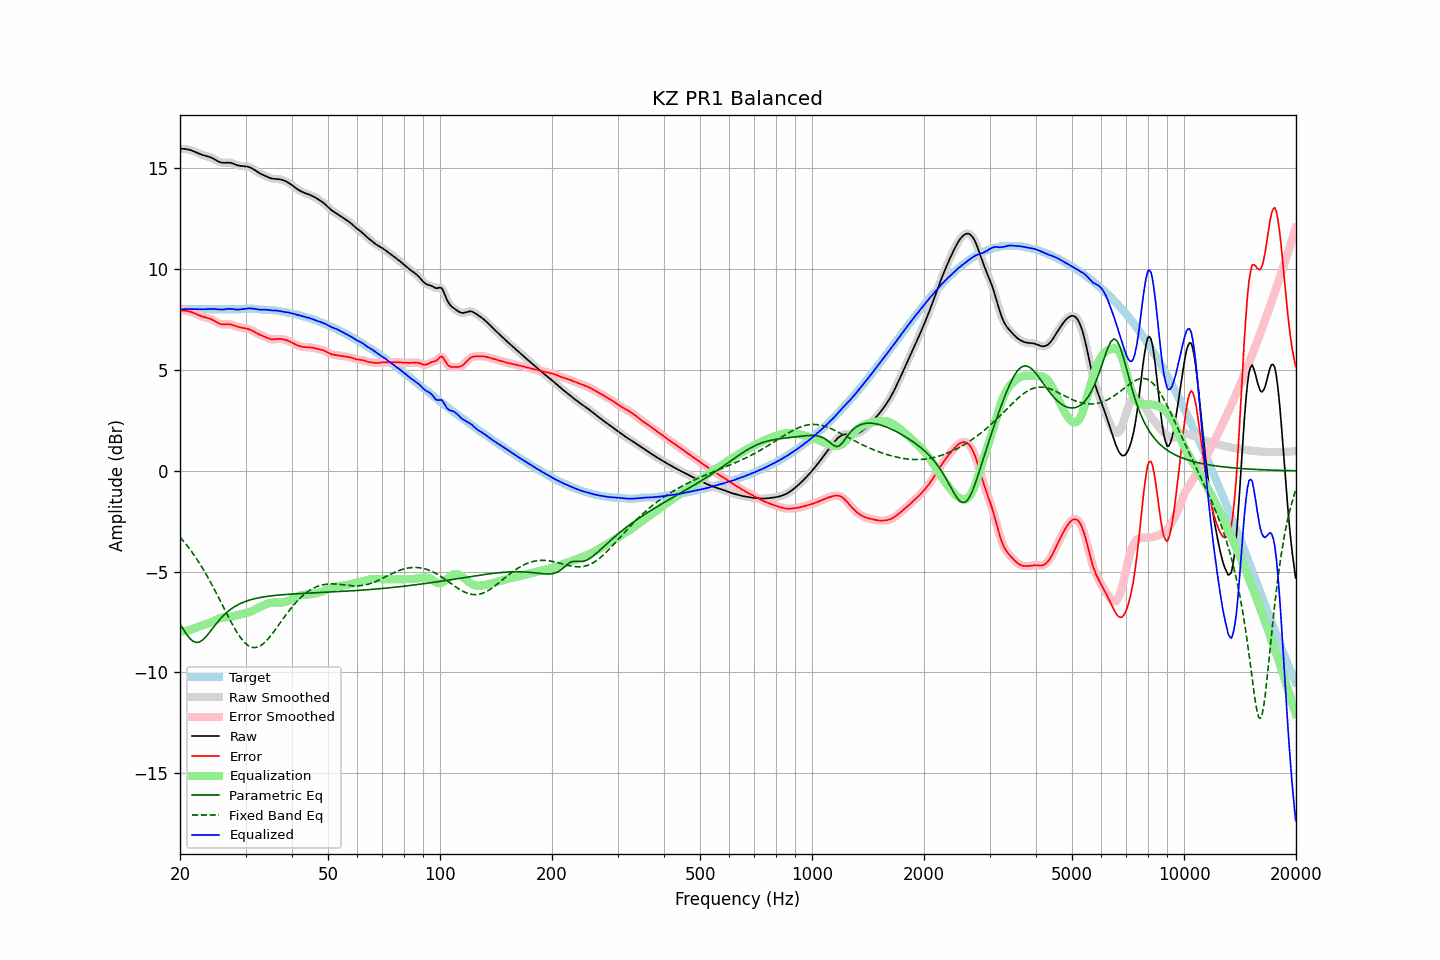 KZ PR1 Balanced
Amplitude (dBr)
15
10
5
0
−5
−10
−15
Target
Raw Smoothed
Error Smoothed
Raw
Error
Equalization
Parametric Eq
Fixed Band Eq
Equalized
20 50 100 200 500 1000 2000 5000 10000 20000
Frequency (Hz)